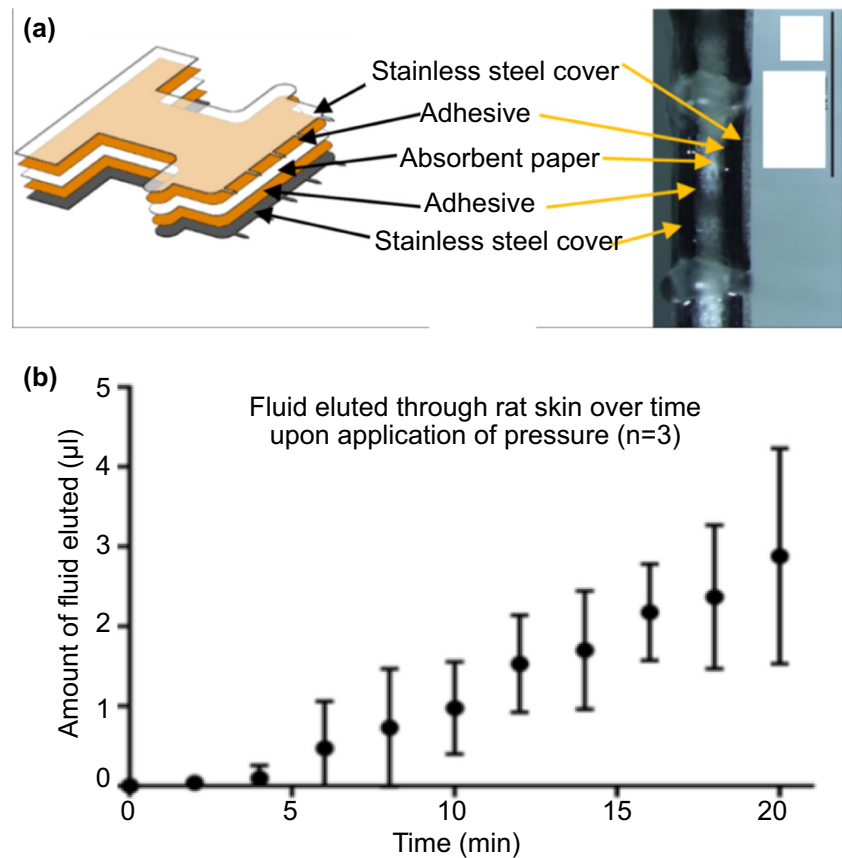 (a)
Stainless steel cover
Adhesive
Absorbent paper
Adhesive
Stainless steel cover
(b)
Fluid eluted through rat skin over time
upon application of pressure (n=3)
Amount of fluid eluted (µl)
5
4
3
2
1
0
0 5 10 15 20
Time (min)